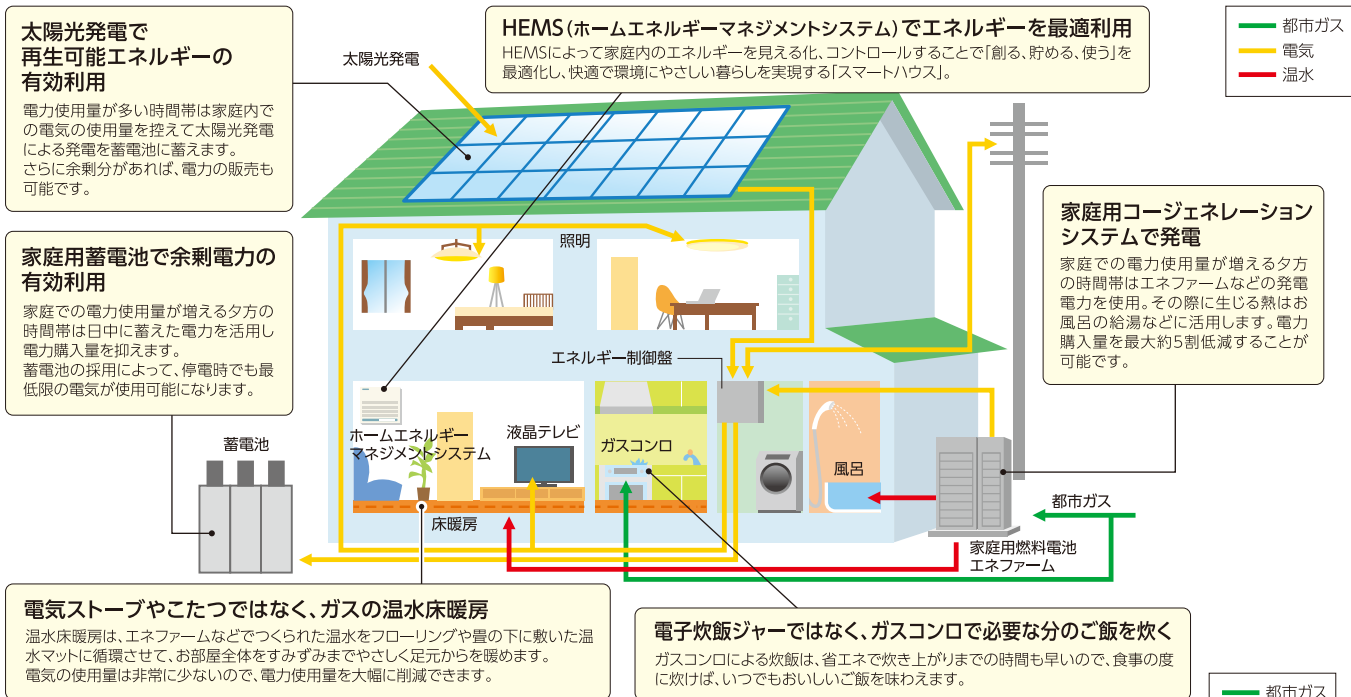 太陽光発電で
再生可能エネルギーの
有効利用
電力使用量が多い時間帯は家庭内で
の電気の使用量を控えて太陽光発電
による発電を蓄電池に蓄えます。
さらに余剰分があれば、電力の販売も
可能です。
太陽光発電
HEMS(ホームエネルギーマネジメントシステム)でエネルギーを最適利用
HEMSによって家庭内のエネルギーを見える化、コントロールすることで「創る、貯める、使う」を
最適化し、快適で環境にやさしい暮らしを実現する「スマートハウス」。
都市ガス
電気
温水
家庭用蓄電池で余剰電力の
有効利用
家庭での電力使用量が増える夕方の
時間帯は日中に蓄えた電力を活用し
電力購入量を抑えます。
蓄電池の採用によって、停電時でも最
低限の電気が使用可能になります。
家庭用コージェネレーション
システムで発電
家庭での電力使用量が増える夕方
の時間帯はエネファームなどの発電
電力を使用。その際に生じる熱はお
風呂の給湯などに活用します。電力
購入量を最大約5割低減することが
可能です。
照明
エネルギー制御盤
ホームエネルギー
マネジメントシステム
液晶テレビ
ガスコンロ
風呂
蓄電池
床暖房
都市ガス
家庭用燃料電池
エネファーム
電気ストーブやこたつではなく、ガスの温水床暖房
温水床暖房は、エネファームなどでつくられた温水をフローリングや畳の下に敷いた温
水マットに循環させて、お部屋全体をすみずみまでやさしく足元からを暖めます。
電気の使用量は非常に少ないので、電力使用量を大幅に削減できます。
電子炊飯ジャーではなく、ガスコンロで必要な分のご飯を炊く
ガスコンロによる炊飯は、省エネで炊き上がりまでの時間も早いので、食事の度
に炊けば、いつでもおいしいご飯を味わえます。
都市ガス